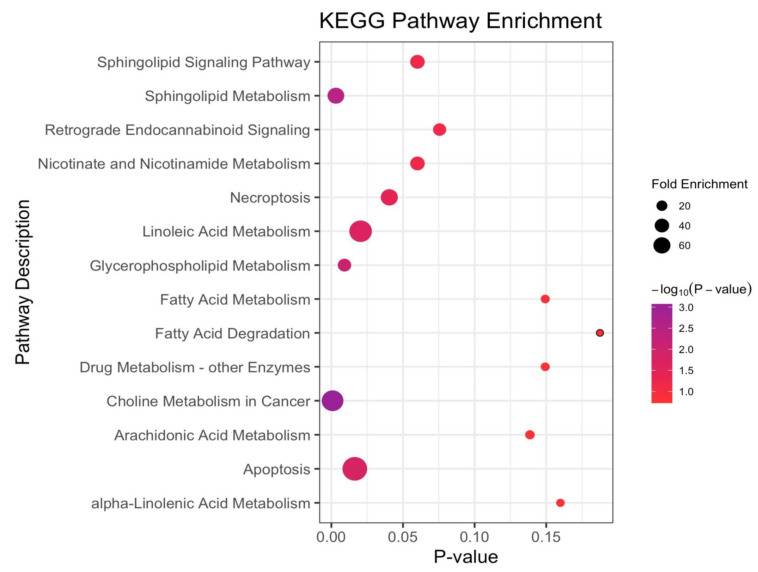 KEGG Pathway Enrichment
Pathway Description
Sphingolipid Signaling Pathway
Sphingolipid Metabolism
Retrograde Endocannabinoid Signaling
Nicotinate and Nicotinamide Metabolism
Necroptosis
Linoleic Acid Metabolism
Glycerophospholipid Metabolism
Fatty Acid Metabolism
Fatty Acid Degradation
Drug Metabolism - other Enzymes
Choline Metabolism in Cancer
Arachidonic Acid Metabolism
Apoptosis
alpha-Linolenic Acid Metabolism
0.00 0.05 0.10 0.15
P-value
Fold Enrichment
20
40
60
−log₁₀(P − value)
3.0
2.5
2.0
1.5
1.0